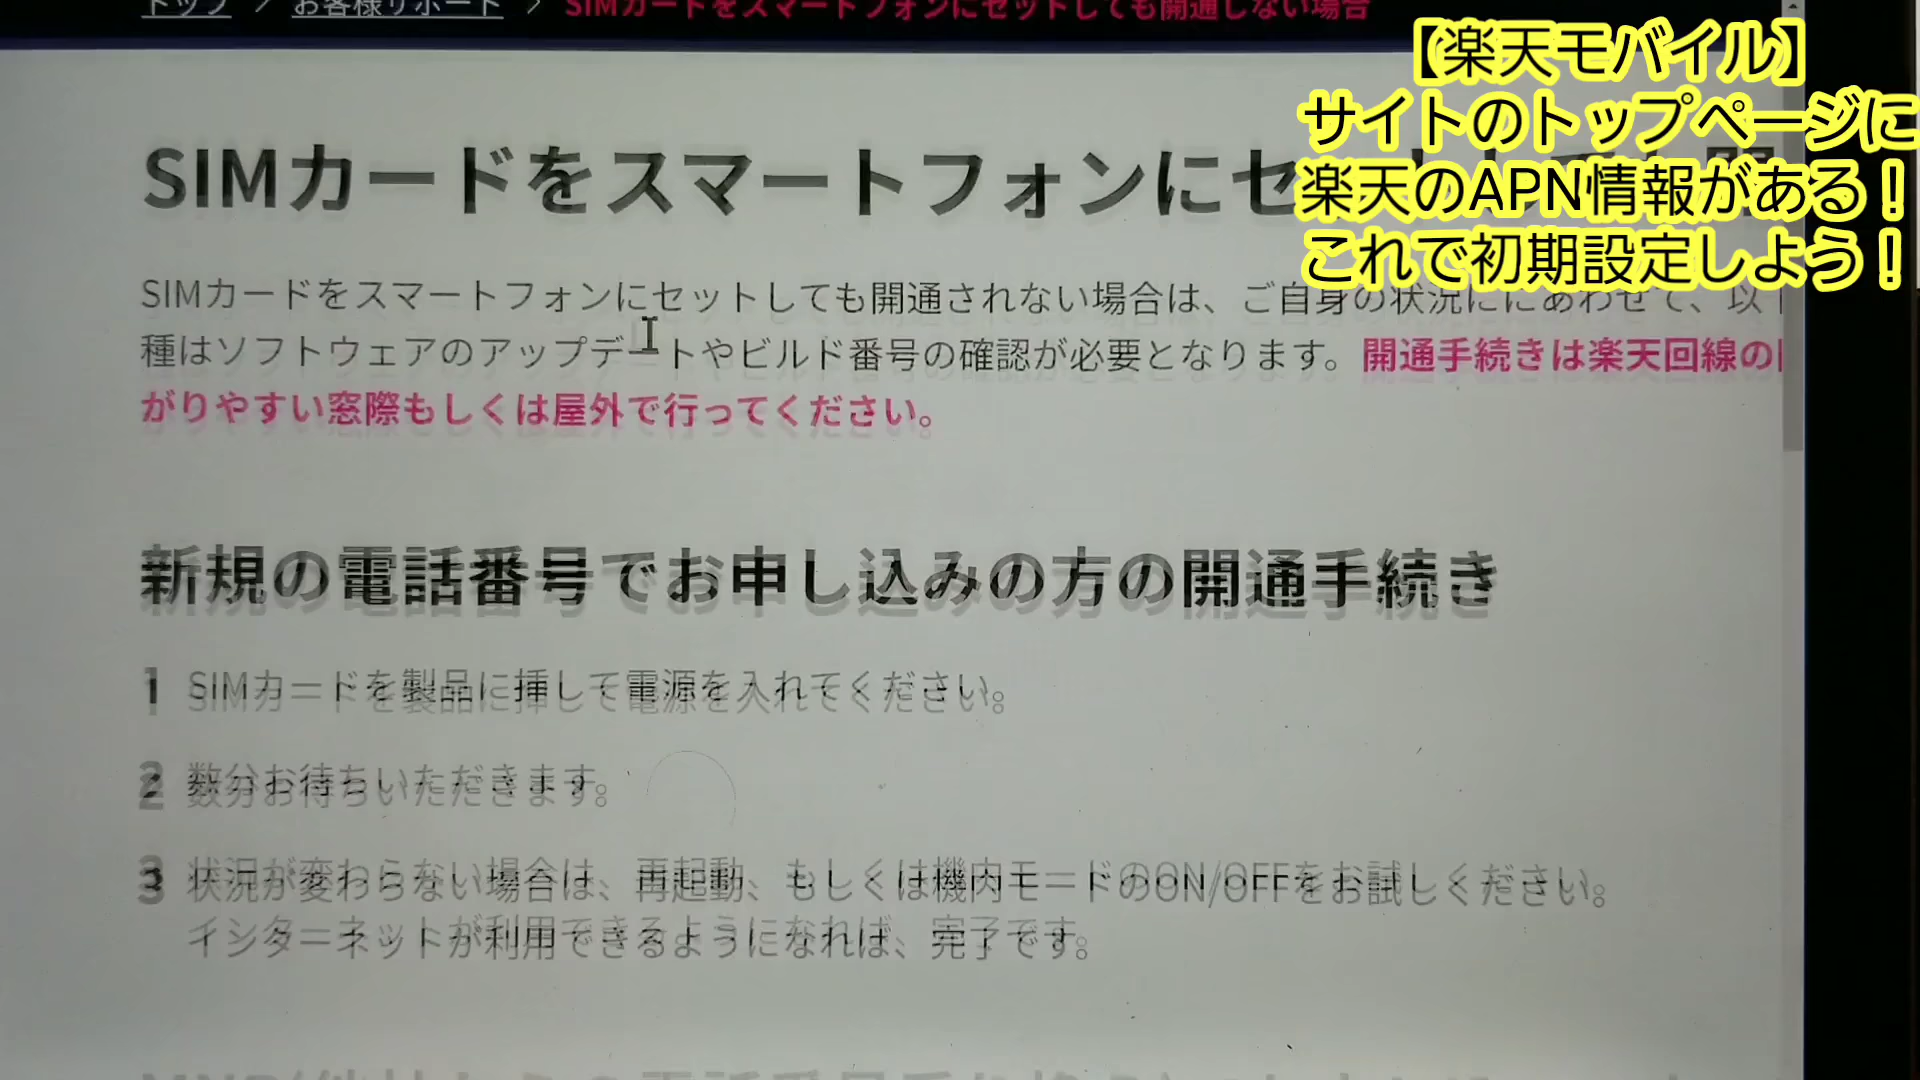 トップ > お客様サポート > SIMカードをスマートフォンにセットしても開通しない場合
【楽天モバイル】
サイトのトップページに
楽天のAPN情報がある！
これで初期設定しよう！
SIMカードをスマートフォンにセ
SIMカードをスマートフォンにセットしても開通されない場合は、ご自身の状況ににあわせて、以
種はソフトウェアのアップデートやビルド番号の確認が必要となります。開通手続きは楽天回線の
がりやすい窓際もしくは屋外で行ってください。
新規の電話番号でお申し込みの方の開通手続き
1 SIMカードを製品に挿して電源を入れてください。
2 数分お待ちいただきます。
3 状況が変わらない場合は、再起動、もしくは機内モードのON/OFFをお試しください。
インターネットが利用できるようになれば、完了です。